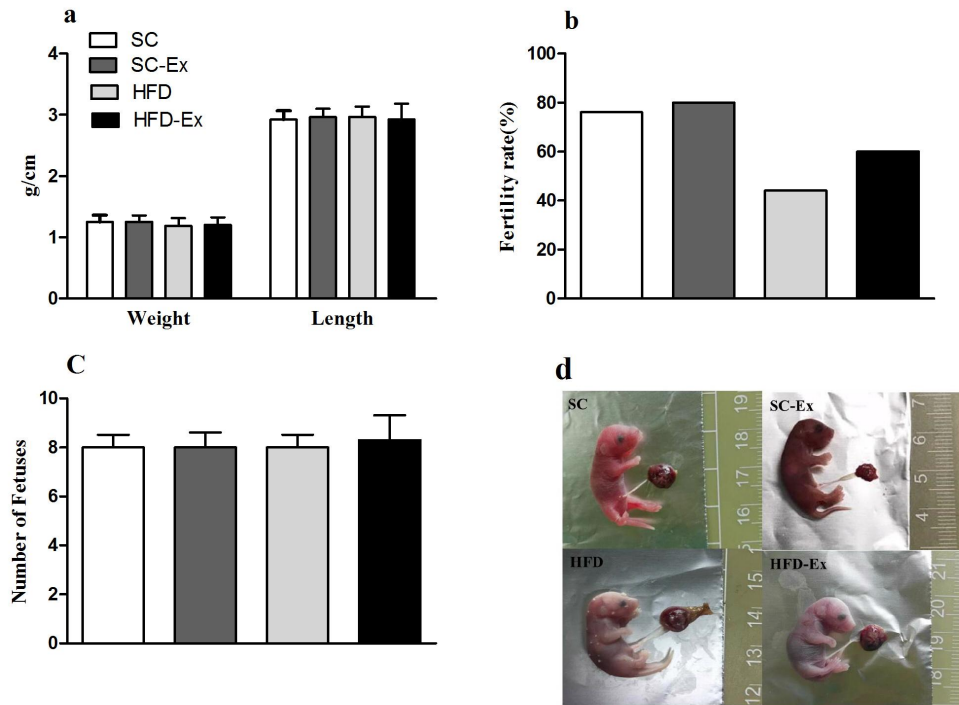 a
SC
SC-Ex
HFD
HFD-Ex
4
3
2
1
0
g/cm
Weight
Length
b
100
80
60
40
20
0
Fertility rate(%)
C
10
8
6
4
2
0
Number of Fetuses
d
SC
19
18
17
16
SC-Ex
7
6
5
4
HFD
15
14
13
12
HFD-Ex
21
20
19
18